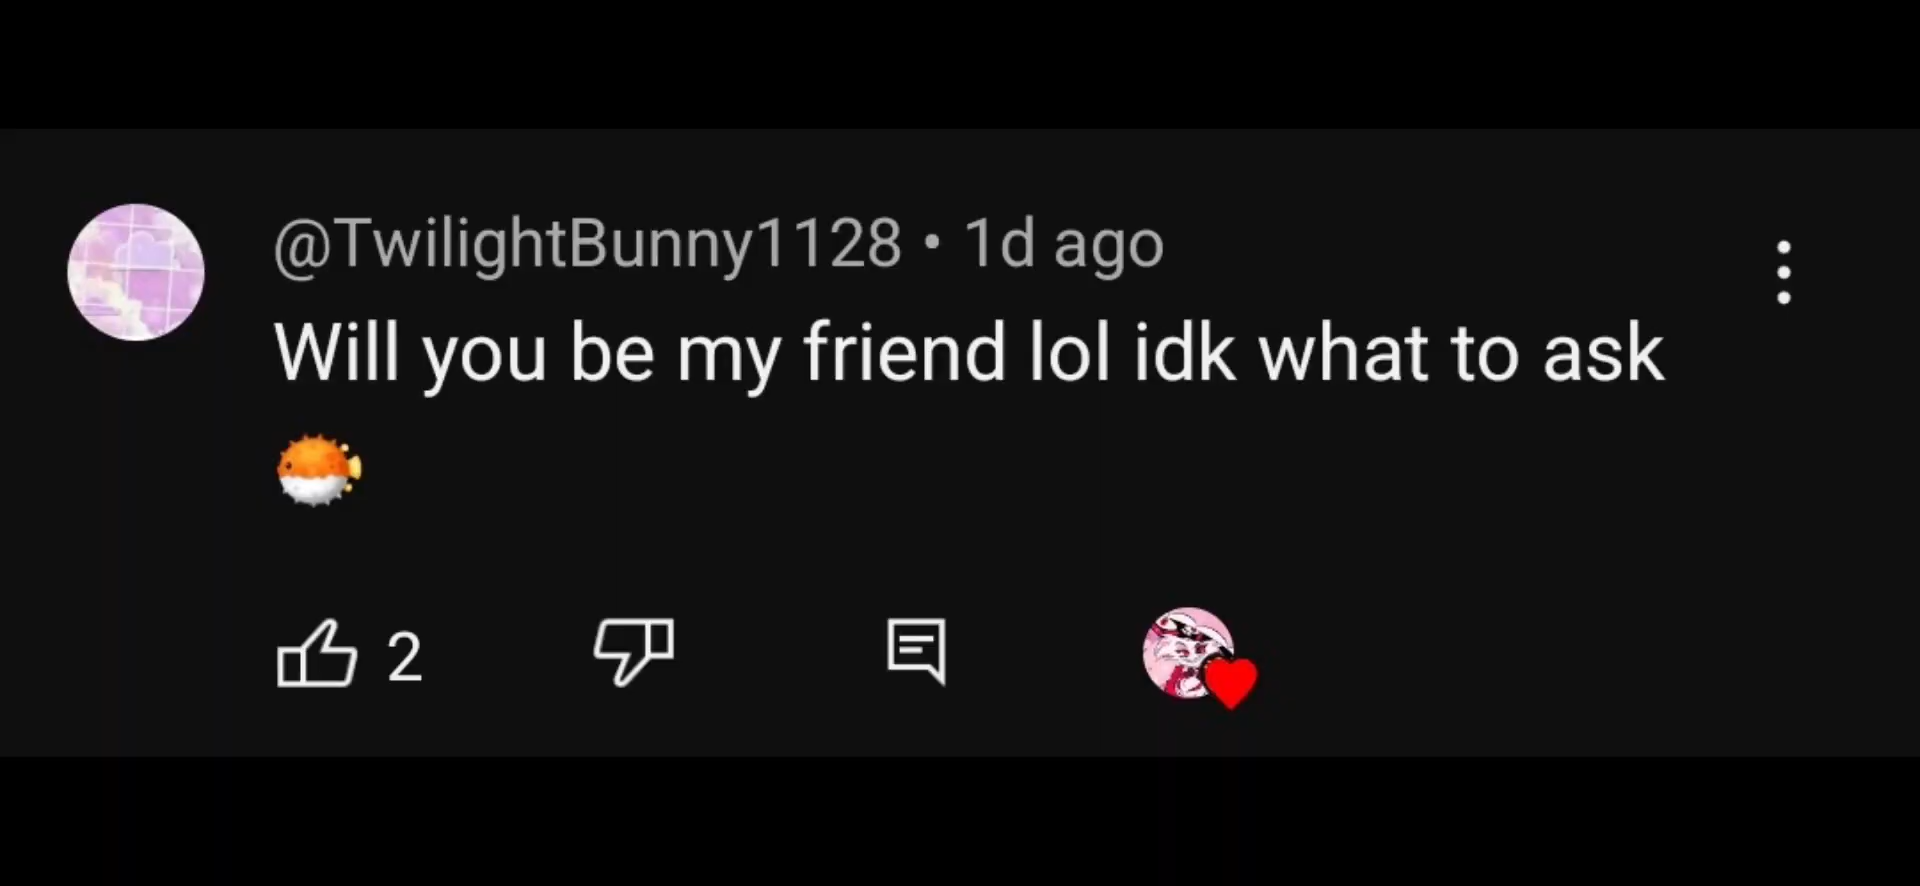 @TwilightBunny1128 • 1d ago
Will you be my friend lol idk what to ask
🐡
2